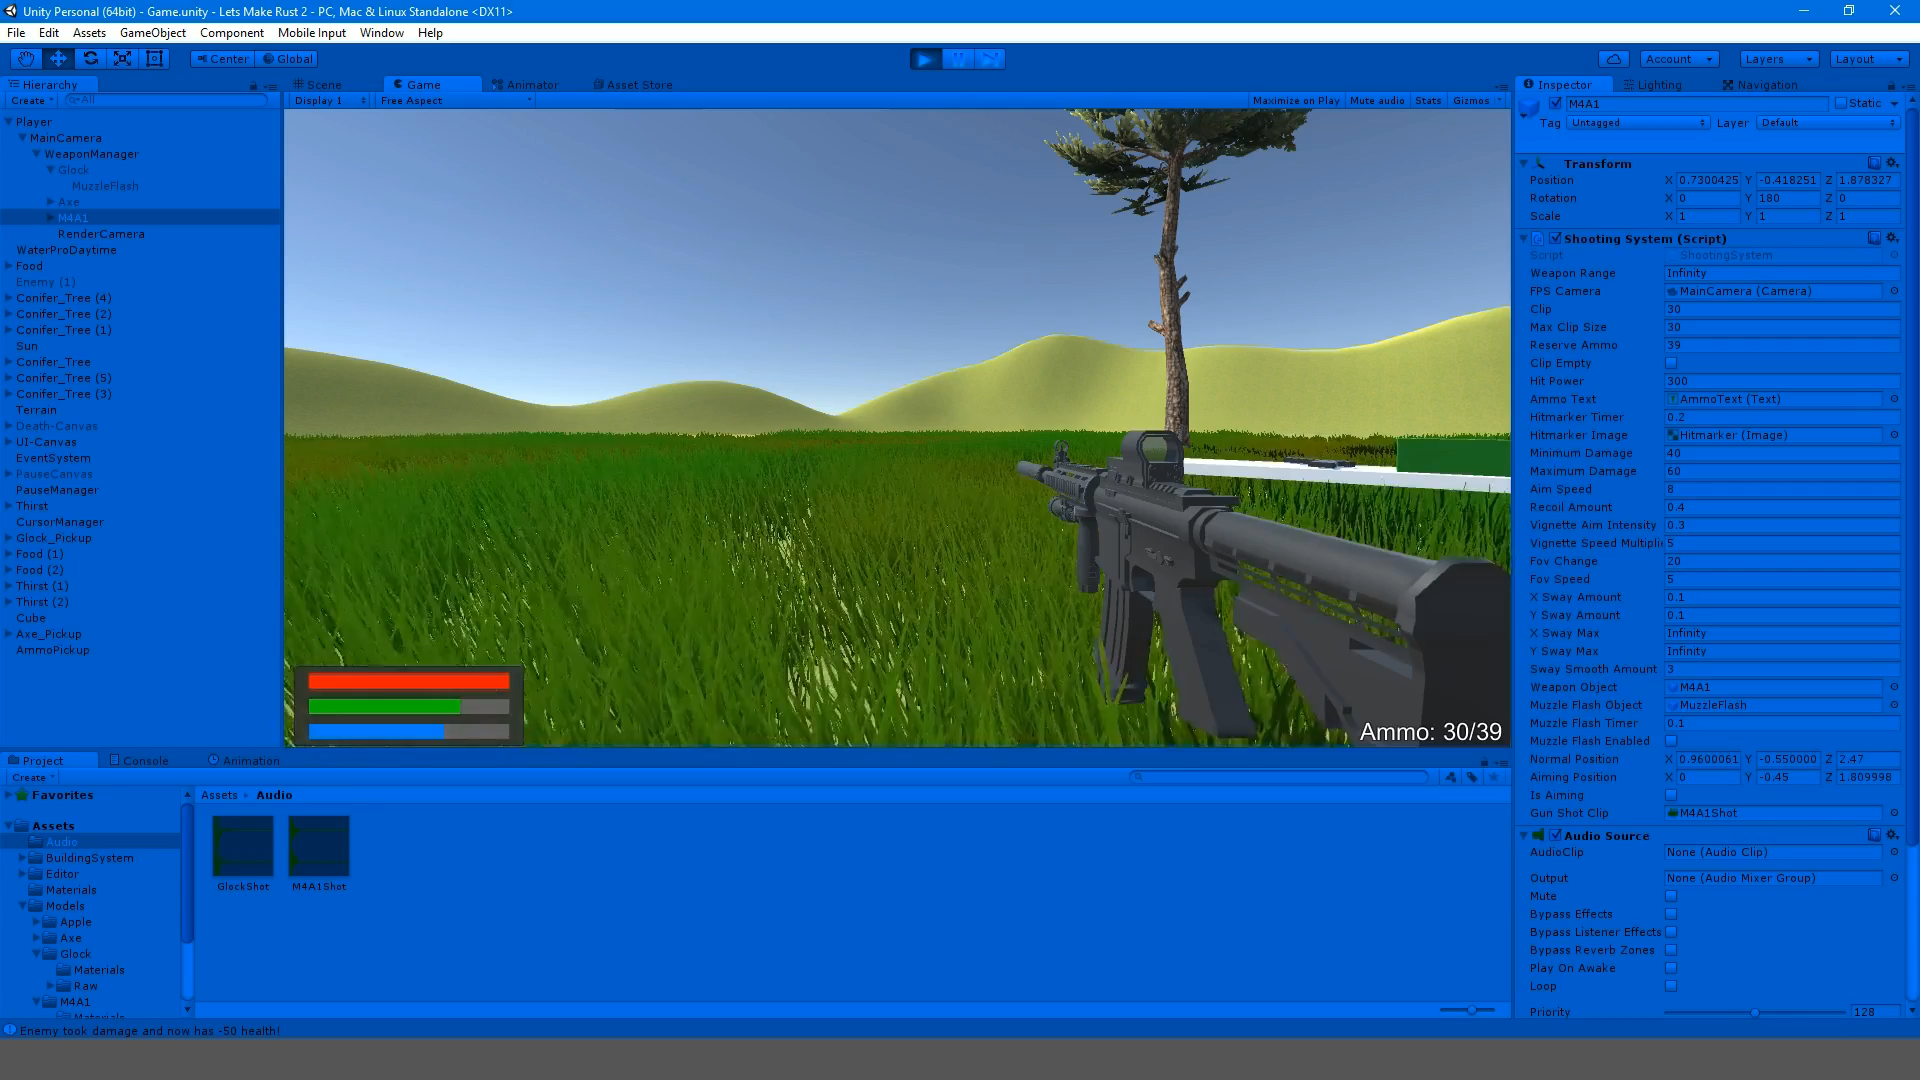 Unity Personal (64bit) - Game.unity - Lets Make Rust 2 - PC, Mac & Linux Standalone <DX11>
File Edit Assets GameObject Component Mobile Input Window Help
Center Global Account Layers Layout
Hierarchy
Create All
Player
MainCamera
WeaponManager
Glock
MuzzleFlash
Axe
M4A1
RenderCamera
WaterProDaytime
Food
Enemy (1)
Conifer_Tree (4)
Conifer_Tree (2)
Conifer_Tree (1)
Sun
Conifer_Tree
Conifer_Tree (5)
Conifer_Tree (3)
Terrain
Death-Canvas
UI-Canvas
EventSystem
PauseCanvas
PauseManager
Thirst
CursorManager
Glock_Pickup
Food (1)
Food (2)
Thirst (1)
Thirst (2)
Cube
Axe_Pickup
AmmoPickup
Scene Game Animator Asset Store
Display 1 Free Aspect Maximize on Play Mute audio Stats Gizmos
Ammo: 30/39
Inspector Lighting Navigation
M4A1 Static
Tag Untagged Layer Default
Transform
Position X 0.7300425 Y -0.418251 Z 1.878327
Rotation X 0 Y 180 Z 0
Scale X 1 Y 1 Z 1
Shooting System (Script)
Script ShootingSystem
Weapon Range Infinity
FPS Camera MainCamera (Camera)
Clip 30
Max Clip Size 30
Reserve Ammo 39
Clip Empty
Hit Power 300
Ammo Text AmmoText (Text)
Hitmarker Timer 0.2
Hitmarker Image Hitmarker (Image)
Minimum Damage 40
Maximum Damage 60
Aim Speed 8
Recoil Amount 0.4
Vignette Aim Intensity 0.3
Vignette Speed Multipli 5
Fov Change 20
Fov Speed 5
X Sway Amount 0.1
Y Sway Amount 0.1
X Sway Max Infinity
Y Sway Max Infinity
Sway Smooth Amount 3
Weapon Object M4A1
Muzzle Flash Object MuzzleFlash
Muzzle Flash Timer 0.1
Muzzle Flash Enabled
Normal Position X 0.9600061 Y -0.550000 Z 2.47
Aiming Position X 0 Y -0.45 Z 1.809998
Is Aiming
Gun Shot Clip M4A1Shot
Audio Source
AudioClip None (Audio Clip)
Output None (Audio Mixer Group)
Mute
Bypass Effects
Bypass Listener Effects
Bypass Reverb Zones
Play On Awake
Loop
Priority 128
Project Console Animation
Create
Favorites
Assets
Audio
BuildingSystem
Editor
Materials
Models
Apple
Axe
Glock
Materials
Raw
M4A1
Materials
Assets Audio
GlockShot M4A1Shot
Enemy took damage and now has -50 health!